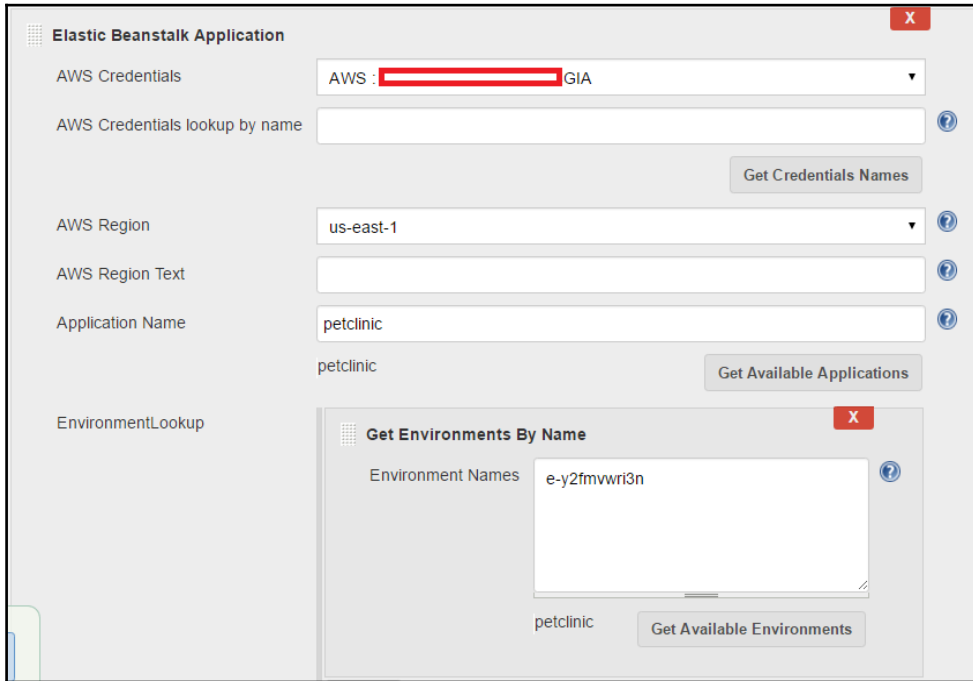 X
Elastic Beanstalk Application
AWS Credentials AWS : GIA
AWS Credentials lookup by name
Get Credentials Names
AWS Region us-east-1
AWS Region Text
Application Name petclinic
petclinic Get Available Applications
EnvironmentLookup X
Get Environments By Name
Environment Names e-y2fmvwri3n
petclinic Get Available Environments